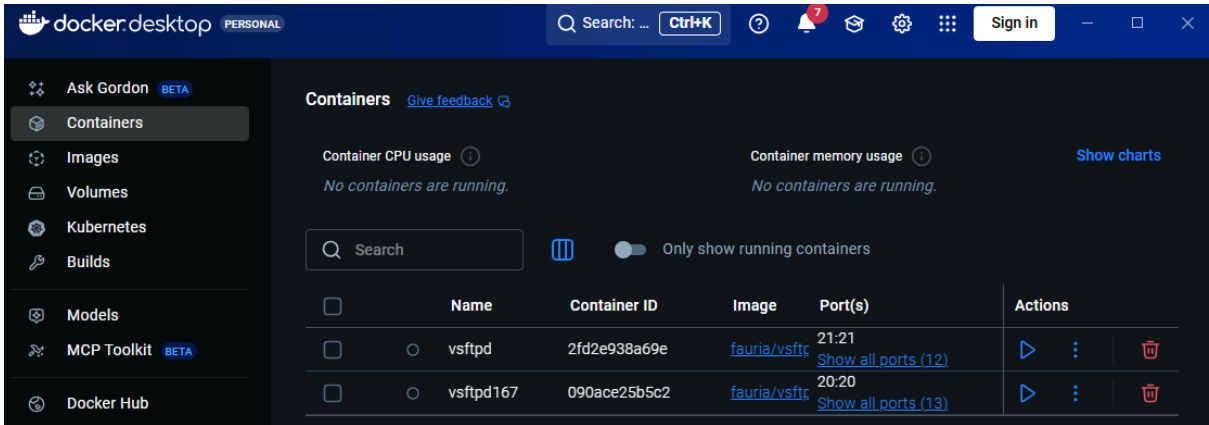 docker.desktop PERSONAL Search: ... Ctrl+K 7 Sign in
Ask Gordon BETA
Containers
Images
Volumes
Kubernetes
Builds
Models
MCP Toolkit BETA
Docker Hub
Containers Give feedback
Container CPU usage
No containers are running.
Container memory usage
No containers are running.
Show charts
Search
Only show running containers
Name Container ID Image Port(s) Actions
vsftpd 2fd2e938a69e fauria/vsftp 21:21
Show all ports (12)
vsftpd167 090ace25b5c2 fauria/vsftp 20:20
Show all ports (13)